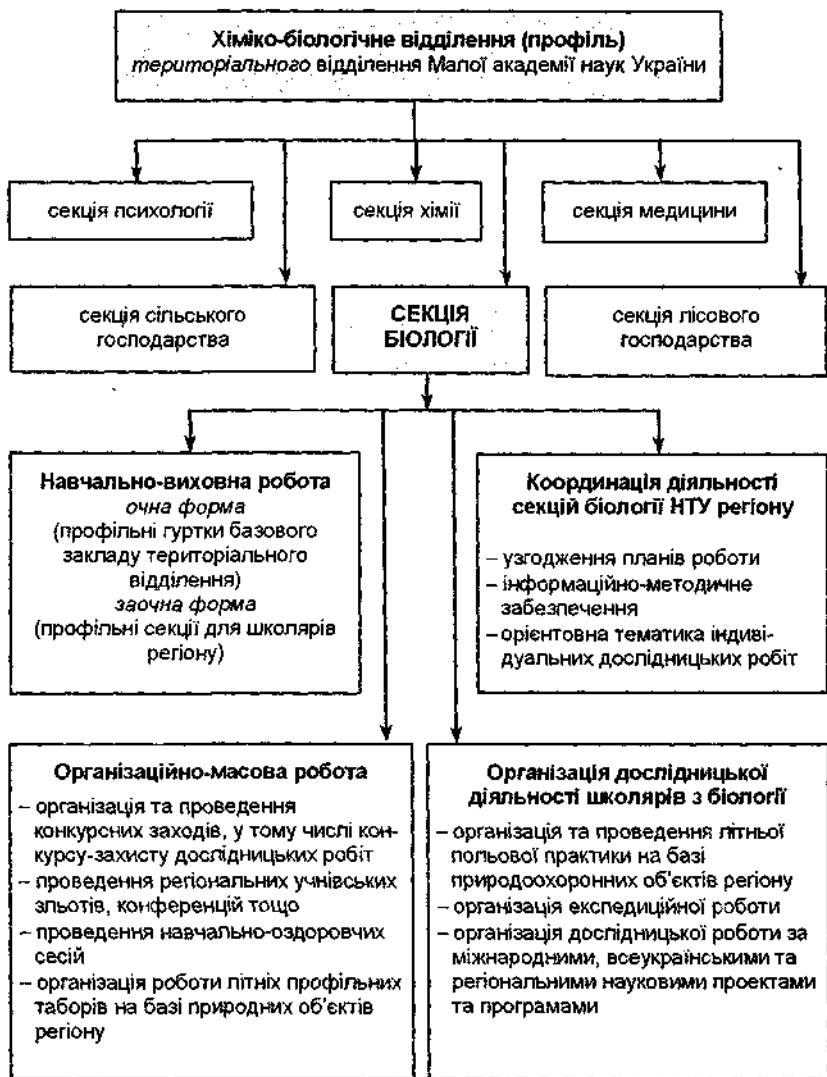 Хіміко-біологічне відділення (профіль)
територіального відділення Малої академії наук України
секція психології
секція хімії
секція медицини
секція сільського
господарства
СЕКЦІЯ
БІОЛОГІЇ
секція лісового
господарства
Навчально-виховна робота
очна форма
(профільні гуртки базового
закладу територіального
відділення)
заочна форма
(профільні секції для школярів
регіону)
Координація діяльності
секцій біології НТУ регіону
– узгодження планів роботи
– інформаційно-методичне
забезпечення
– орієнтовна тематика індиві-
дуальних дослідницьких робіт
Організаційно-масова робота
– організація та проведення
конкурсних заходів, у тому числі кон-
курсу-захисту дослідницьких робіт
– проведення регіональних учнівських
зльотів, конференцій тощо
– проведення навчально-оздоровчих
сесій
– організація роботи літніх профільних
таборів на базі природних об'єктів
регіону
Організація дослідницької
діяльності школярів з біології
– організація та проведення літньої
польової практики на базі
природоохоронних об'єктів регіону
– організація експедиційної роботи
– організація дослідницької роботи за
міжнародними, всеукраїнськими та
регіональними науковими проектами
та програмами